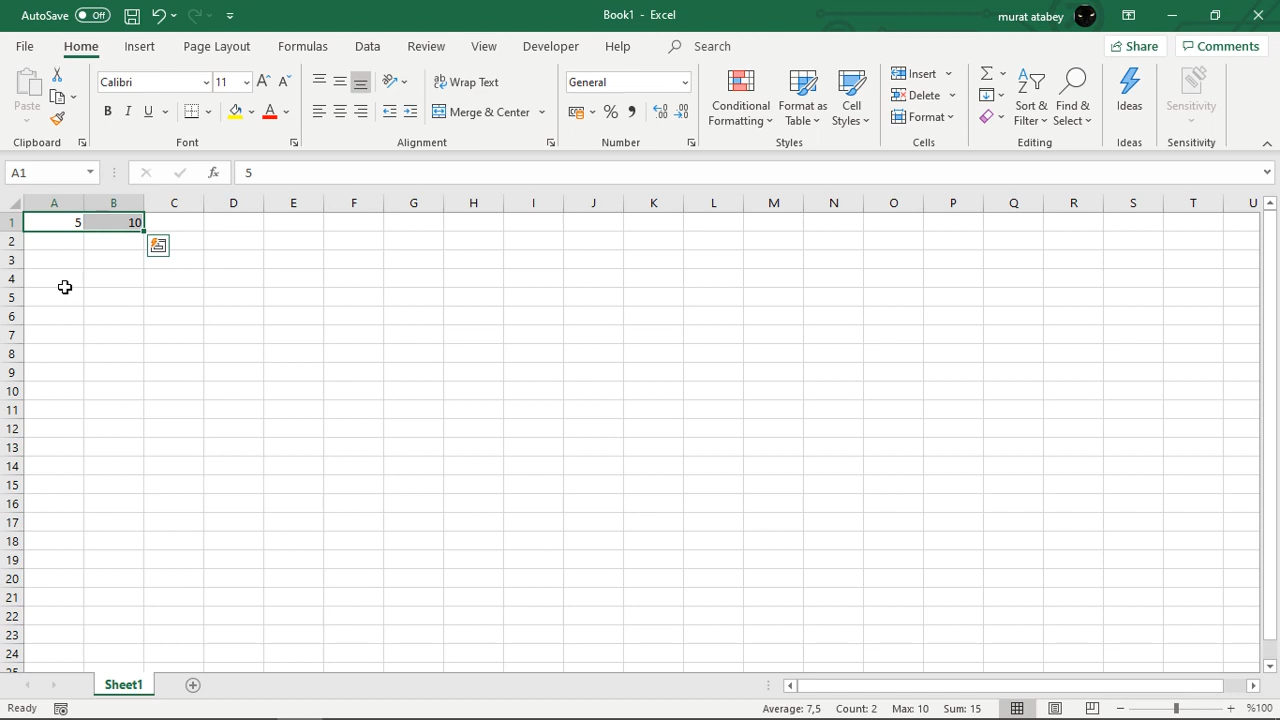 AutoSave Off Book1 - Excel murat atabey
File Home Insert Page Layout Formulas Data Review View Developer Help Search Share Comments
Calibri 11 Wrap Text General Insert
Paste Conditional Formatting Format as Table Cell Styles Delete Sort & Filter Find & Select Ideas Sensitivity
B I U Merge & Center % , Format
Clipboard Font Alignment Number Styles Cells Editing Ideas Sensitivity
A1 fx 5
A B C D E F G H I J K L M N O P Q R S T U
1 5 10
2
3
4
5
6
7
8
9
10
11
12
13
14
15
16
17
18
19
20
21
22
23
24
25
Sheet1
Ready Average: 7,5 Count: 2 Max: 10 Sum: 15 %100